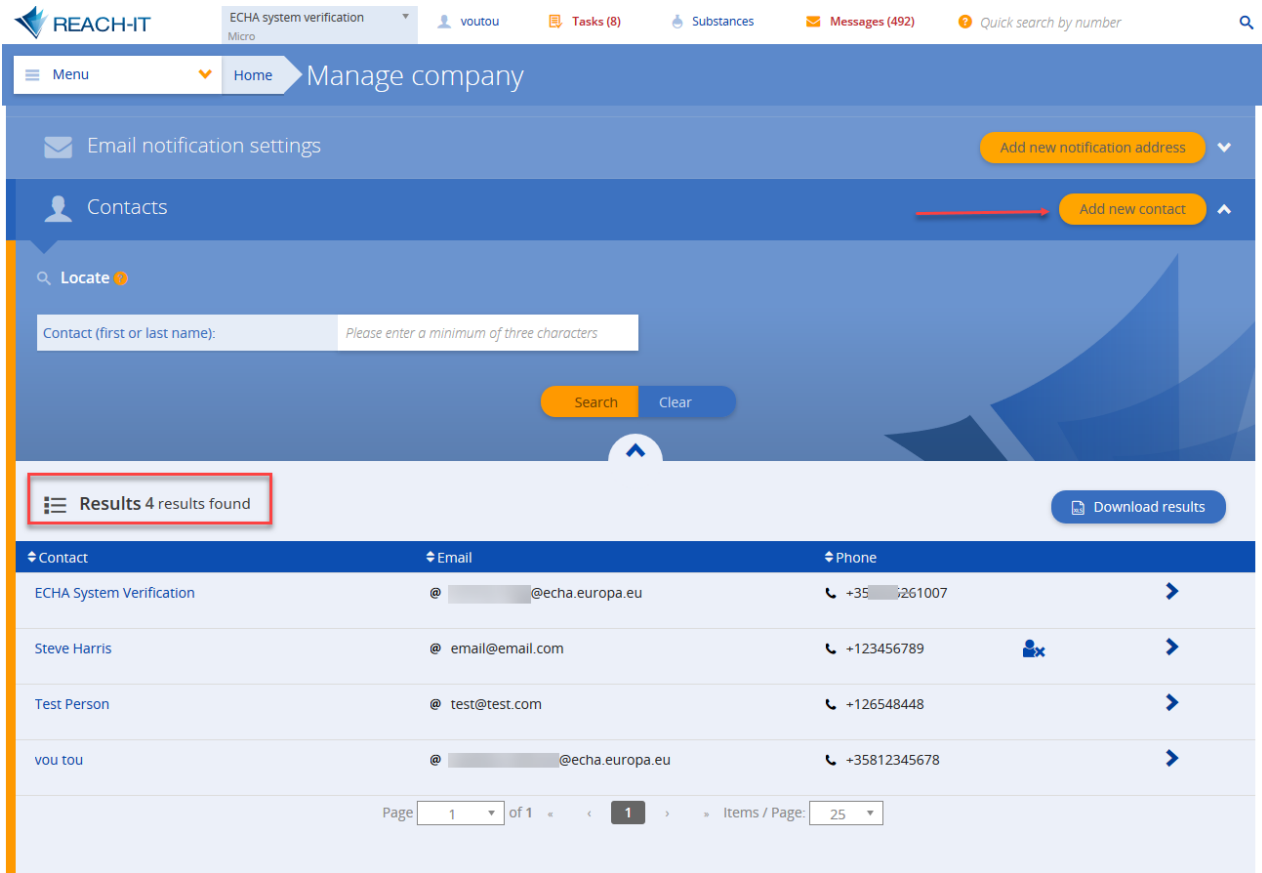 REACH-IT ECHA system verification voutou Tasks (8) Substances Messages (492) ? Quick search by number
Micro
Menu Home Manage company
Email notification settings Add new notification address
Contacts Add new contact
Locate ?
Contact (first or last name): Please enter a minimum of three characters
Search Clear
Results 4 results found Download results
Contact Email Phone
ECHA System Verification @ @echa.europa.eu +35 261007
Steve Harris @ email@email.com +123456789
Test Person @ test@test.com +126548448
vou tou @ @echa.europa.eu +35812345678
Page 1 of 1 « ‹ 1 › » Items / Page: 25